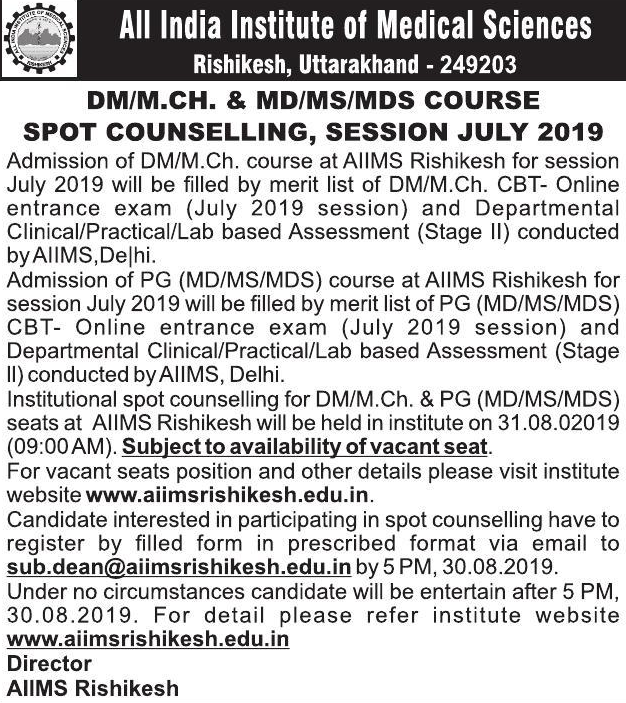 All India Institute of Medical Sciences
Rishikesh, Uttarakhand - 249203
DM/M.CH. & MD/MS/MDS COURSE
SPOT COUNSELLING, SESSION JULY 2019
Admission of DM/M.Ch. course at AIIMS Rishikesh for session
July 2019 will be filled by merit list of DM/M.Ch. CBT- Online
entrance exam (July 2019 session) and Departmental
Clinical/Practical/Lab based Assessment (Stage II) conducted
by AIIMS, Delhi.
Admission of PG (MD/MS/MDS) course at AIIMS Rishikesh for
session July 2019 will be filled by merit list of PG (MD/MS/MDS)
CBT- Online entrance exam (July 2019 session) and
Departmental Clinical/Practical/Lab based Assessment (Stage
II) conducted by AIIMS, Delhi.
Institutional spot counselling for DM/M.Ch. & PG (MD/MS/MDS)
seats at AIIMS Rishikesh will be held in institute on 31.08.02019
(09:00 AM). Subject to availability of vacant seat.
For vacant seats position and other details please visit institute
website www.aiimsrishikesh.edu.in.
Candidate interested in participating in spot counselling have to
register by filled form in prescribed format via email to
sub.dean@aiimsrishikesh.edu.in by 5 PM, 30.08.2019.
Under no circumstances candidate will be entertain after 5 PM,
30.08.2019. For detail please refer institute website
www.aiimsrishikesh.edu.in
Director
AIIMS Rishikesh